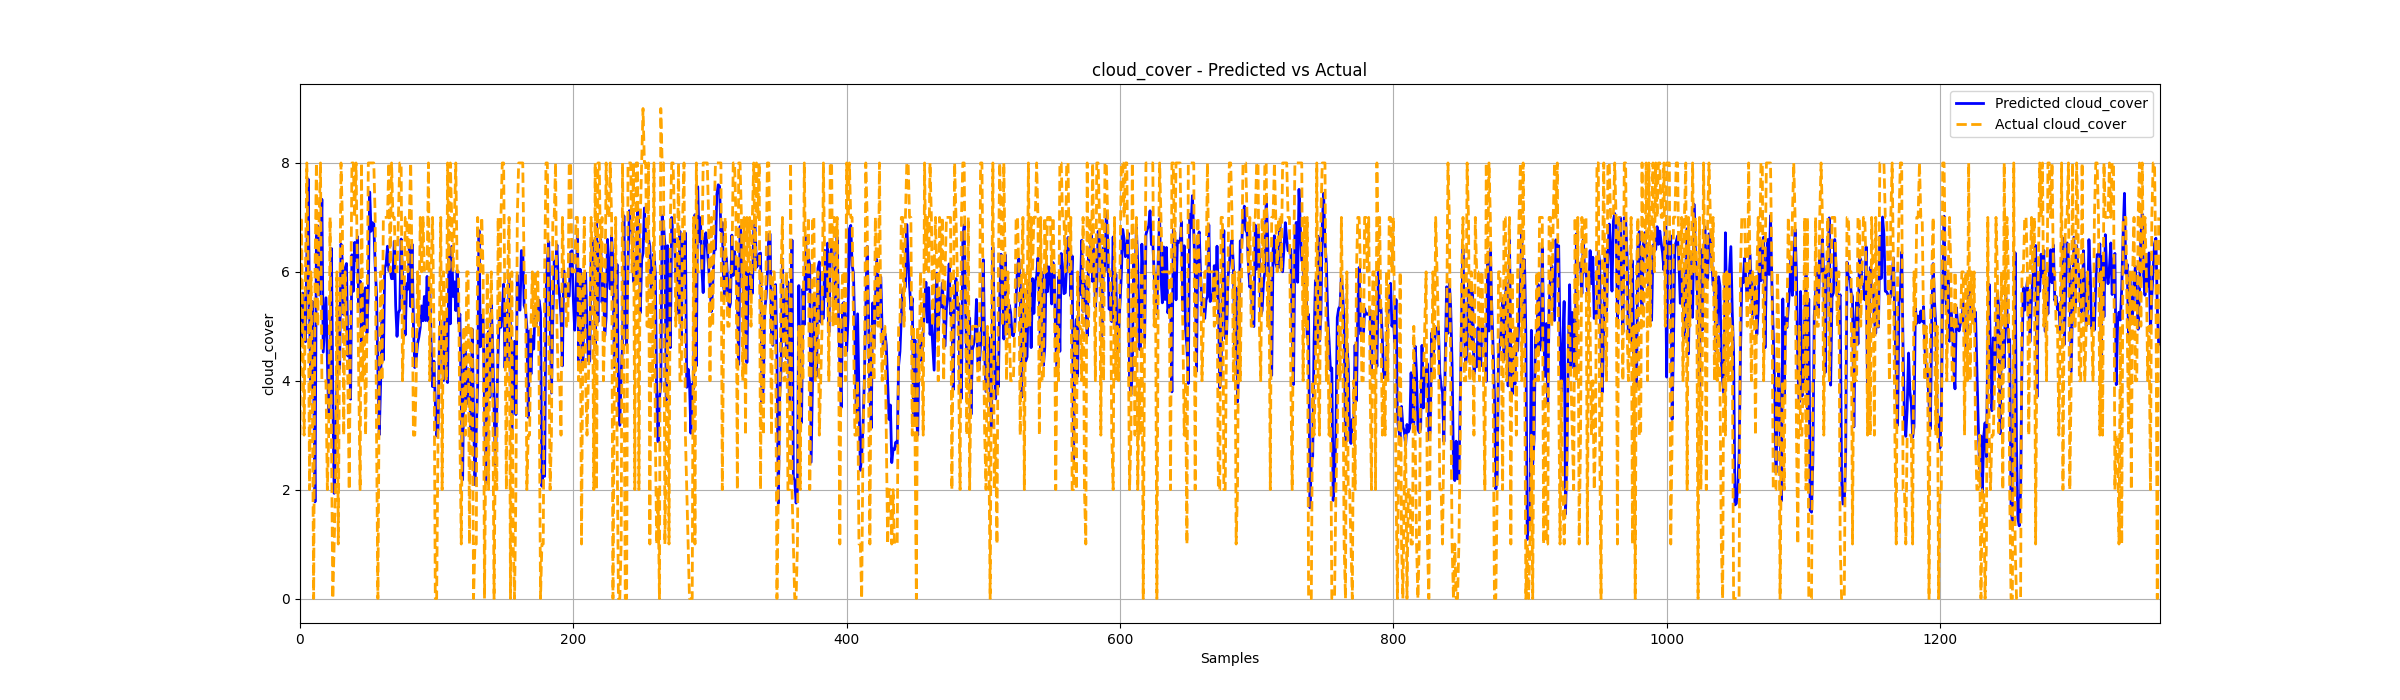 cloud_cover - Predicted vs Actual
Predicted cloud_cover
Actual cloud_cover
cloud_cover
8
6
4
2
0
0 200 400 600 800 1000 1200
Samples